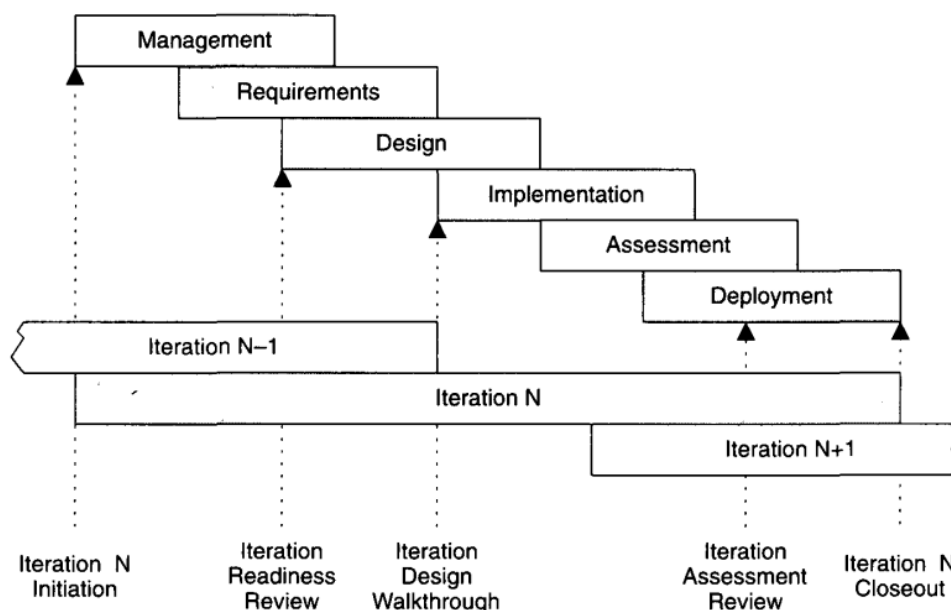 Management
Requirements
Design
Implementation
Assessment
Deployment
Iteration N–1
Iteration N
Iteration N+1
Iteration N
Initiation
Iteration
Readiness
Review
Iteration
Design
Walkthrough
Iteration
Assessment
Review
Iteration N
Closeout